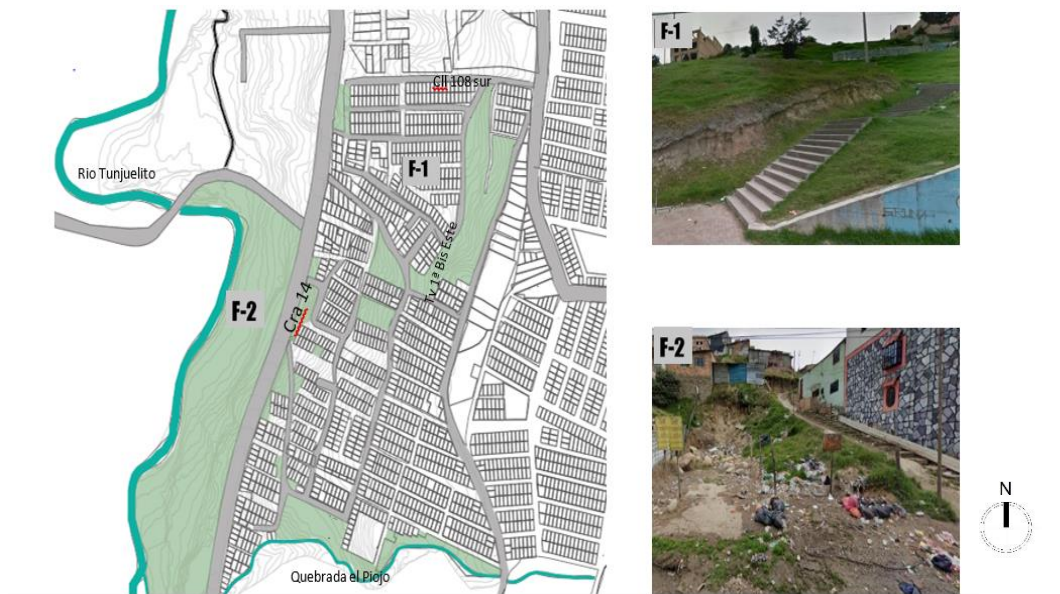 Cll 108 sur
F-1
Rio Tunjuelito
Tv 1ª Bis Este
F-2
Cra 14
Quebrada el Piojo
F-1
F-2
N